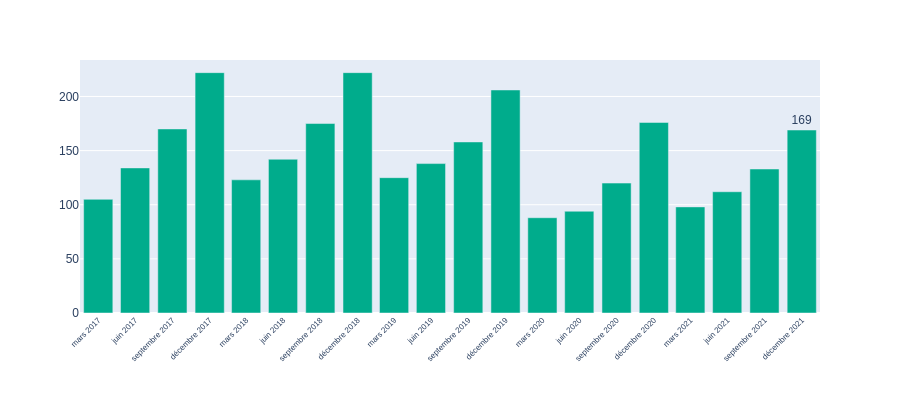 200
150
100
50
0
169
mars 2017
juin 2017
septembre 2017
décembre 2017
mars 2018
juin 2018
septembre 2018
décembre 2018
mars 2019
juin 2019
septembre 2019
décembre 2019
mars 2020
juin 2020
septembre 2020
décembre 2020
mars 2021
juin 2021
septembre 2021
décembre 2021